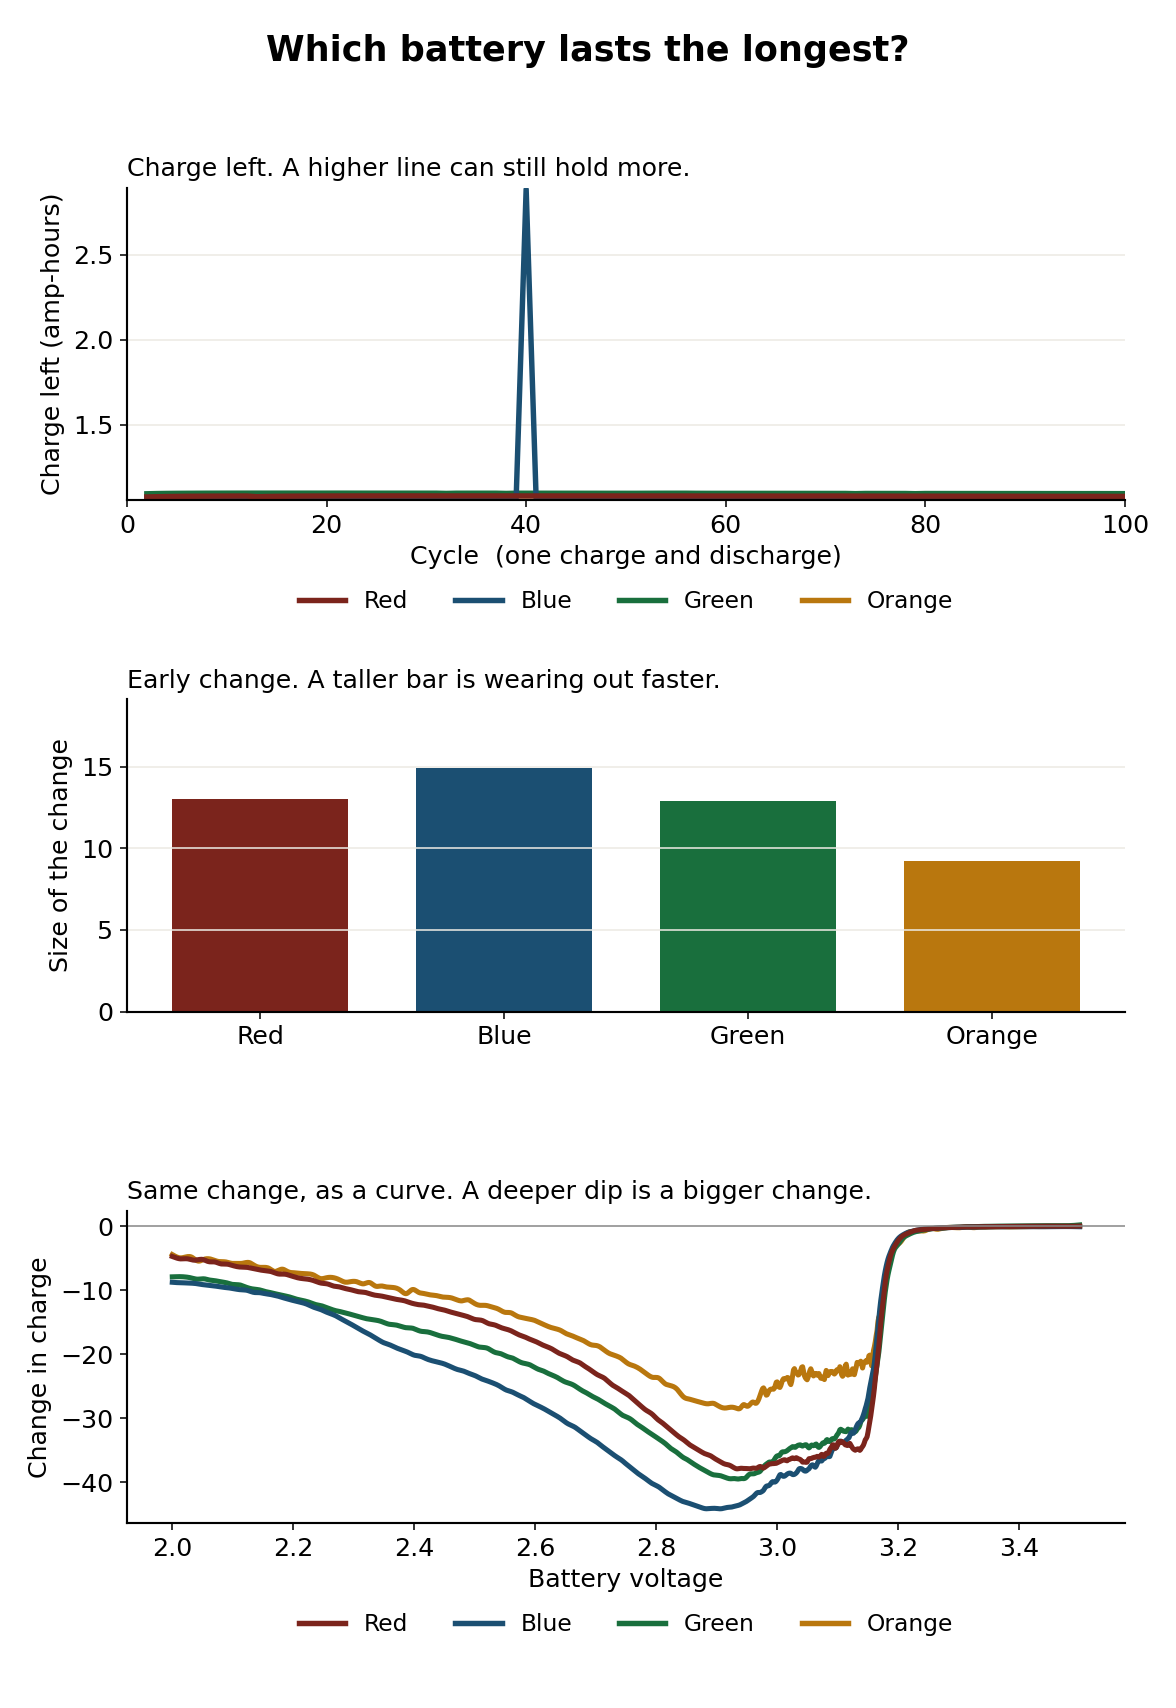 Which battery lasts the longest?
Charge left. A higher line can still hold more.
Charge left (amp-hours)
2.5
2.0
1.5
0 20 40 60 80 100
Cycle  (one charge and discharge)
Red Blue Green Orange
Early change. A taller bar is wearing out faster.
Size of the change
15
10
5
0
Red Blue Green Orange
Same change, as a curve. A deeper dip is a bigger change.
Change in charge
0
−10
−20
−30
−40
2.0 2.2 2.4 2.6 2.8 3.0 3.2 3.4
Battery voltage
Red Blue Green Orange